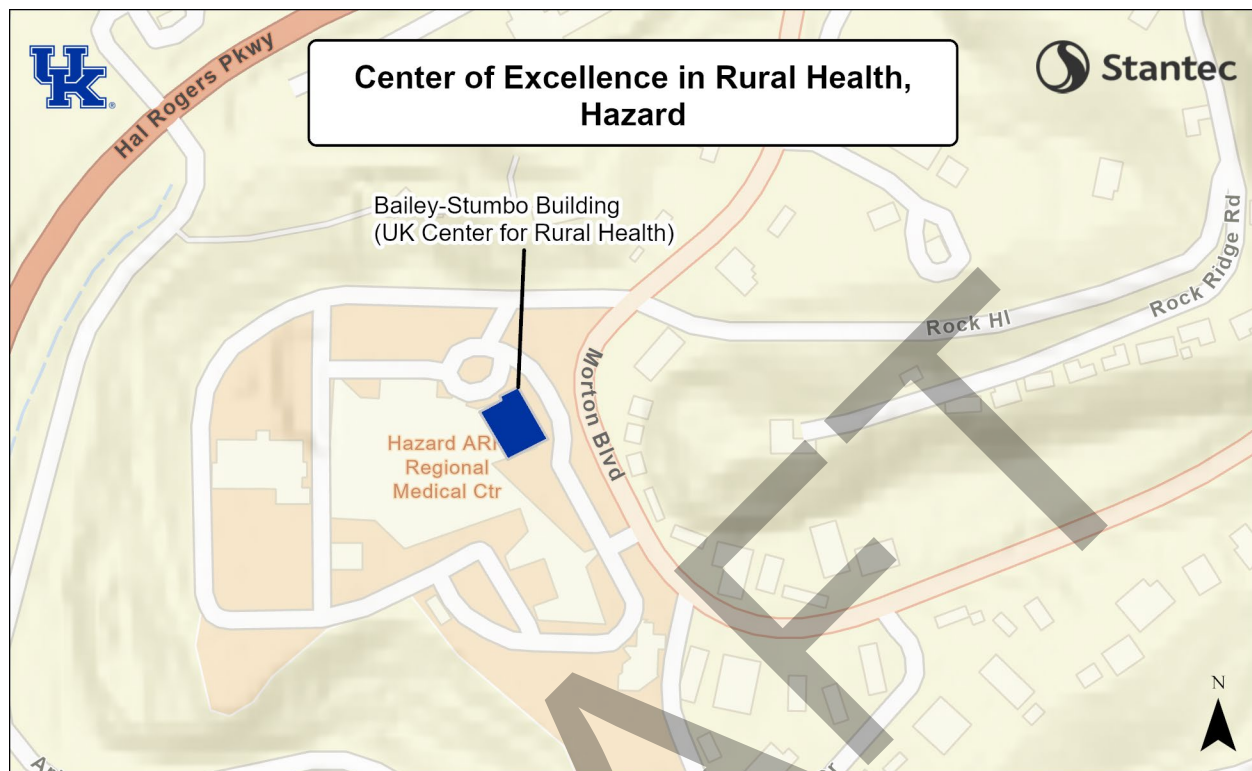 UK
Center of Excellence in Rural Health,
Hazard
Stantec
Hal Rogers Pkwy
Bailey-Stumbo Building
(UK Center for Rural Health)
Rock Ridge Rd
Rock Hl
Morton Blvd
Hazard
Regional
Medical Ctr
N